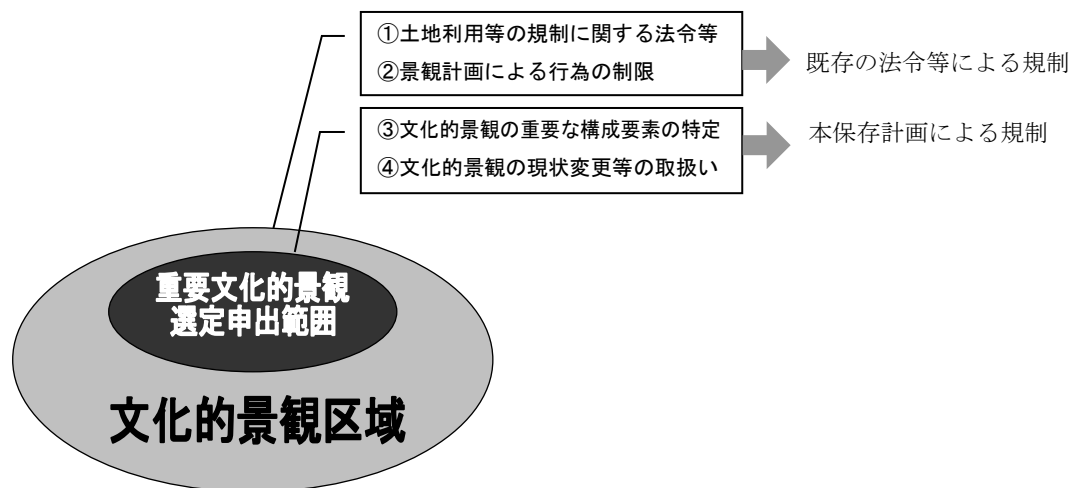 ①土地利用等の規制に関する法令等
②景観計画による行為の制限
既存の法令等による規制
③文化的景観の重要な構成要素の特定
④文化的景観の現状変更等の取扱い
本保存計画による規制
重要文化的景観
選定申出範囲
文化的景観区域